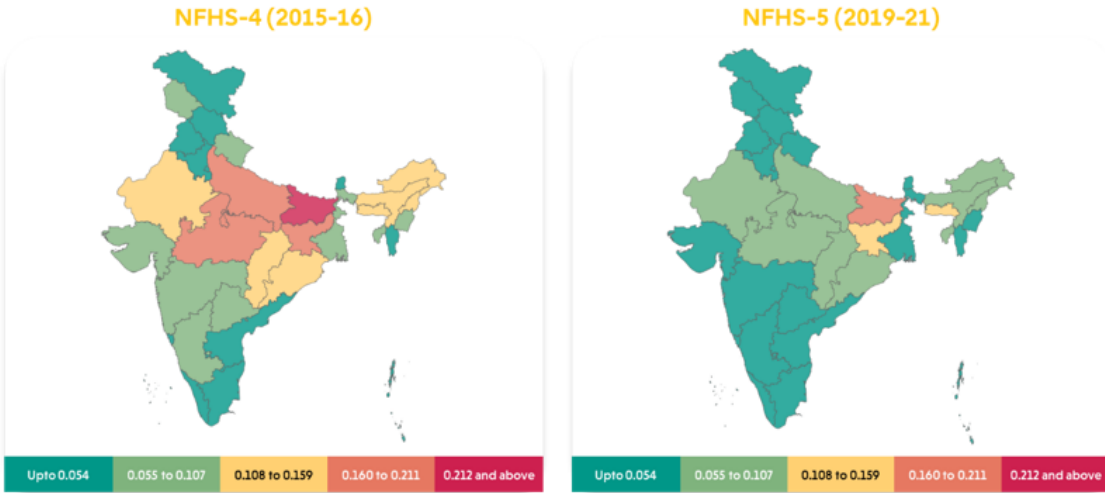 NFHS-4 (2015-16)
NFHS-5 (2019-21)
Upto 0.054
0.055 to 0.107
0.108 to 0.159
0.160 to 0.211
0.212 and above
Upto 0.054
0.055 to 0.107
0.108 to 0.159
0.160 to 0.211
0.212 and above